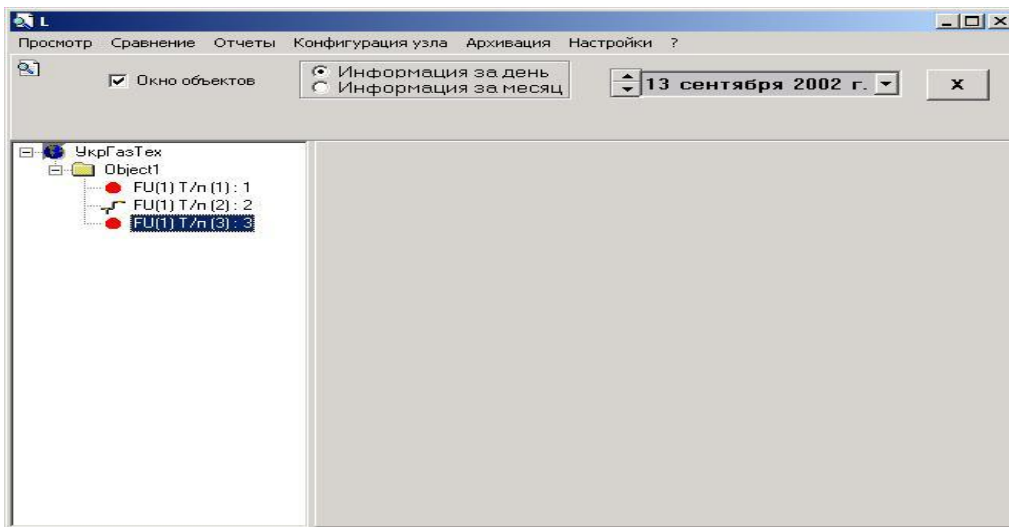 L
Просмотр Сравнение Отчеты Конфигурация узла Архивация Настройки ?
Окно объектов
Информация за день
Информация за месяц
13 сентября 2002 г.
X
УкрГазТех
Object1
FU(1) Т/п (1) : 1
FU(1) Т/п (2) : 2
FU(1) Т/п (3) : 3